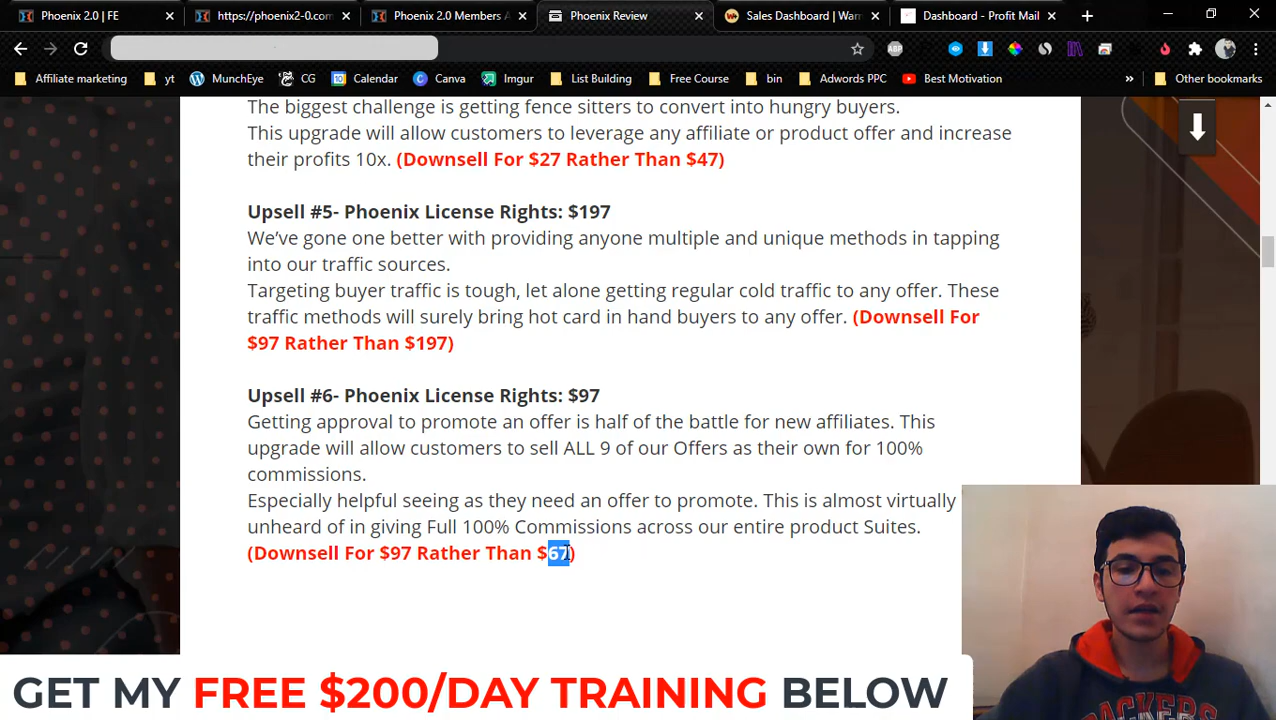 Phoenix 2.0 | FE
https://phoenix2-0.com
Phoenix 2.0 Members A
Phoenix Review
Sales Dashboard | Warr
Dashboard - Profit Mail
ABP
Affiliate marketing
yt
MunchEye
CG
Calendar
Canva
Imgur
List Building
Free Course
bin
Adwords PPC
Best Motivation
»
Other bookmarks
The biggest challenge is getting fence sitters to convert into hungry buyers.
This upgrade will allow customers to leverage any affiliate or product offer and increase
their profits 10x. (Downsell For $27 Rather Than $47)
Upsell #5- Phoenix License Rights: $197
We’ve gone one better with providing anyone multiple and unique methods in tapping
into our traffic sources.
Targeting buyer traffic is tough, let alone getting regular cold traffic to any offer. These
traffic methods will surely bring hot card in hand buyers to any offer. (Downsell For
$97 Rather Than $197)
Upsell #6- Phoenix License Rights: $97
Getting approval to promote an offer is half of the battle for new affiliates. This
upgrade will allow customers to sell ALL 9 of our Offers as their own for 100%
commissions.
Especially helpful seeing as they need an offer to promote. This is almost virtually
unheard of in giving Full 100% Commissions across our entire product Suites.
(Downsell For $97 Rather Than $67)
GET MY FREE $200/DAY TRAINING BELOW